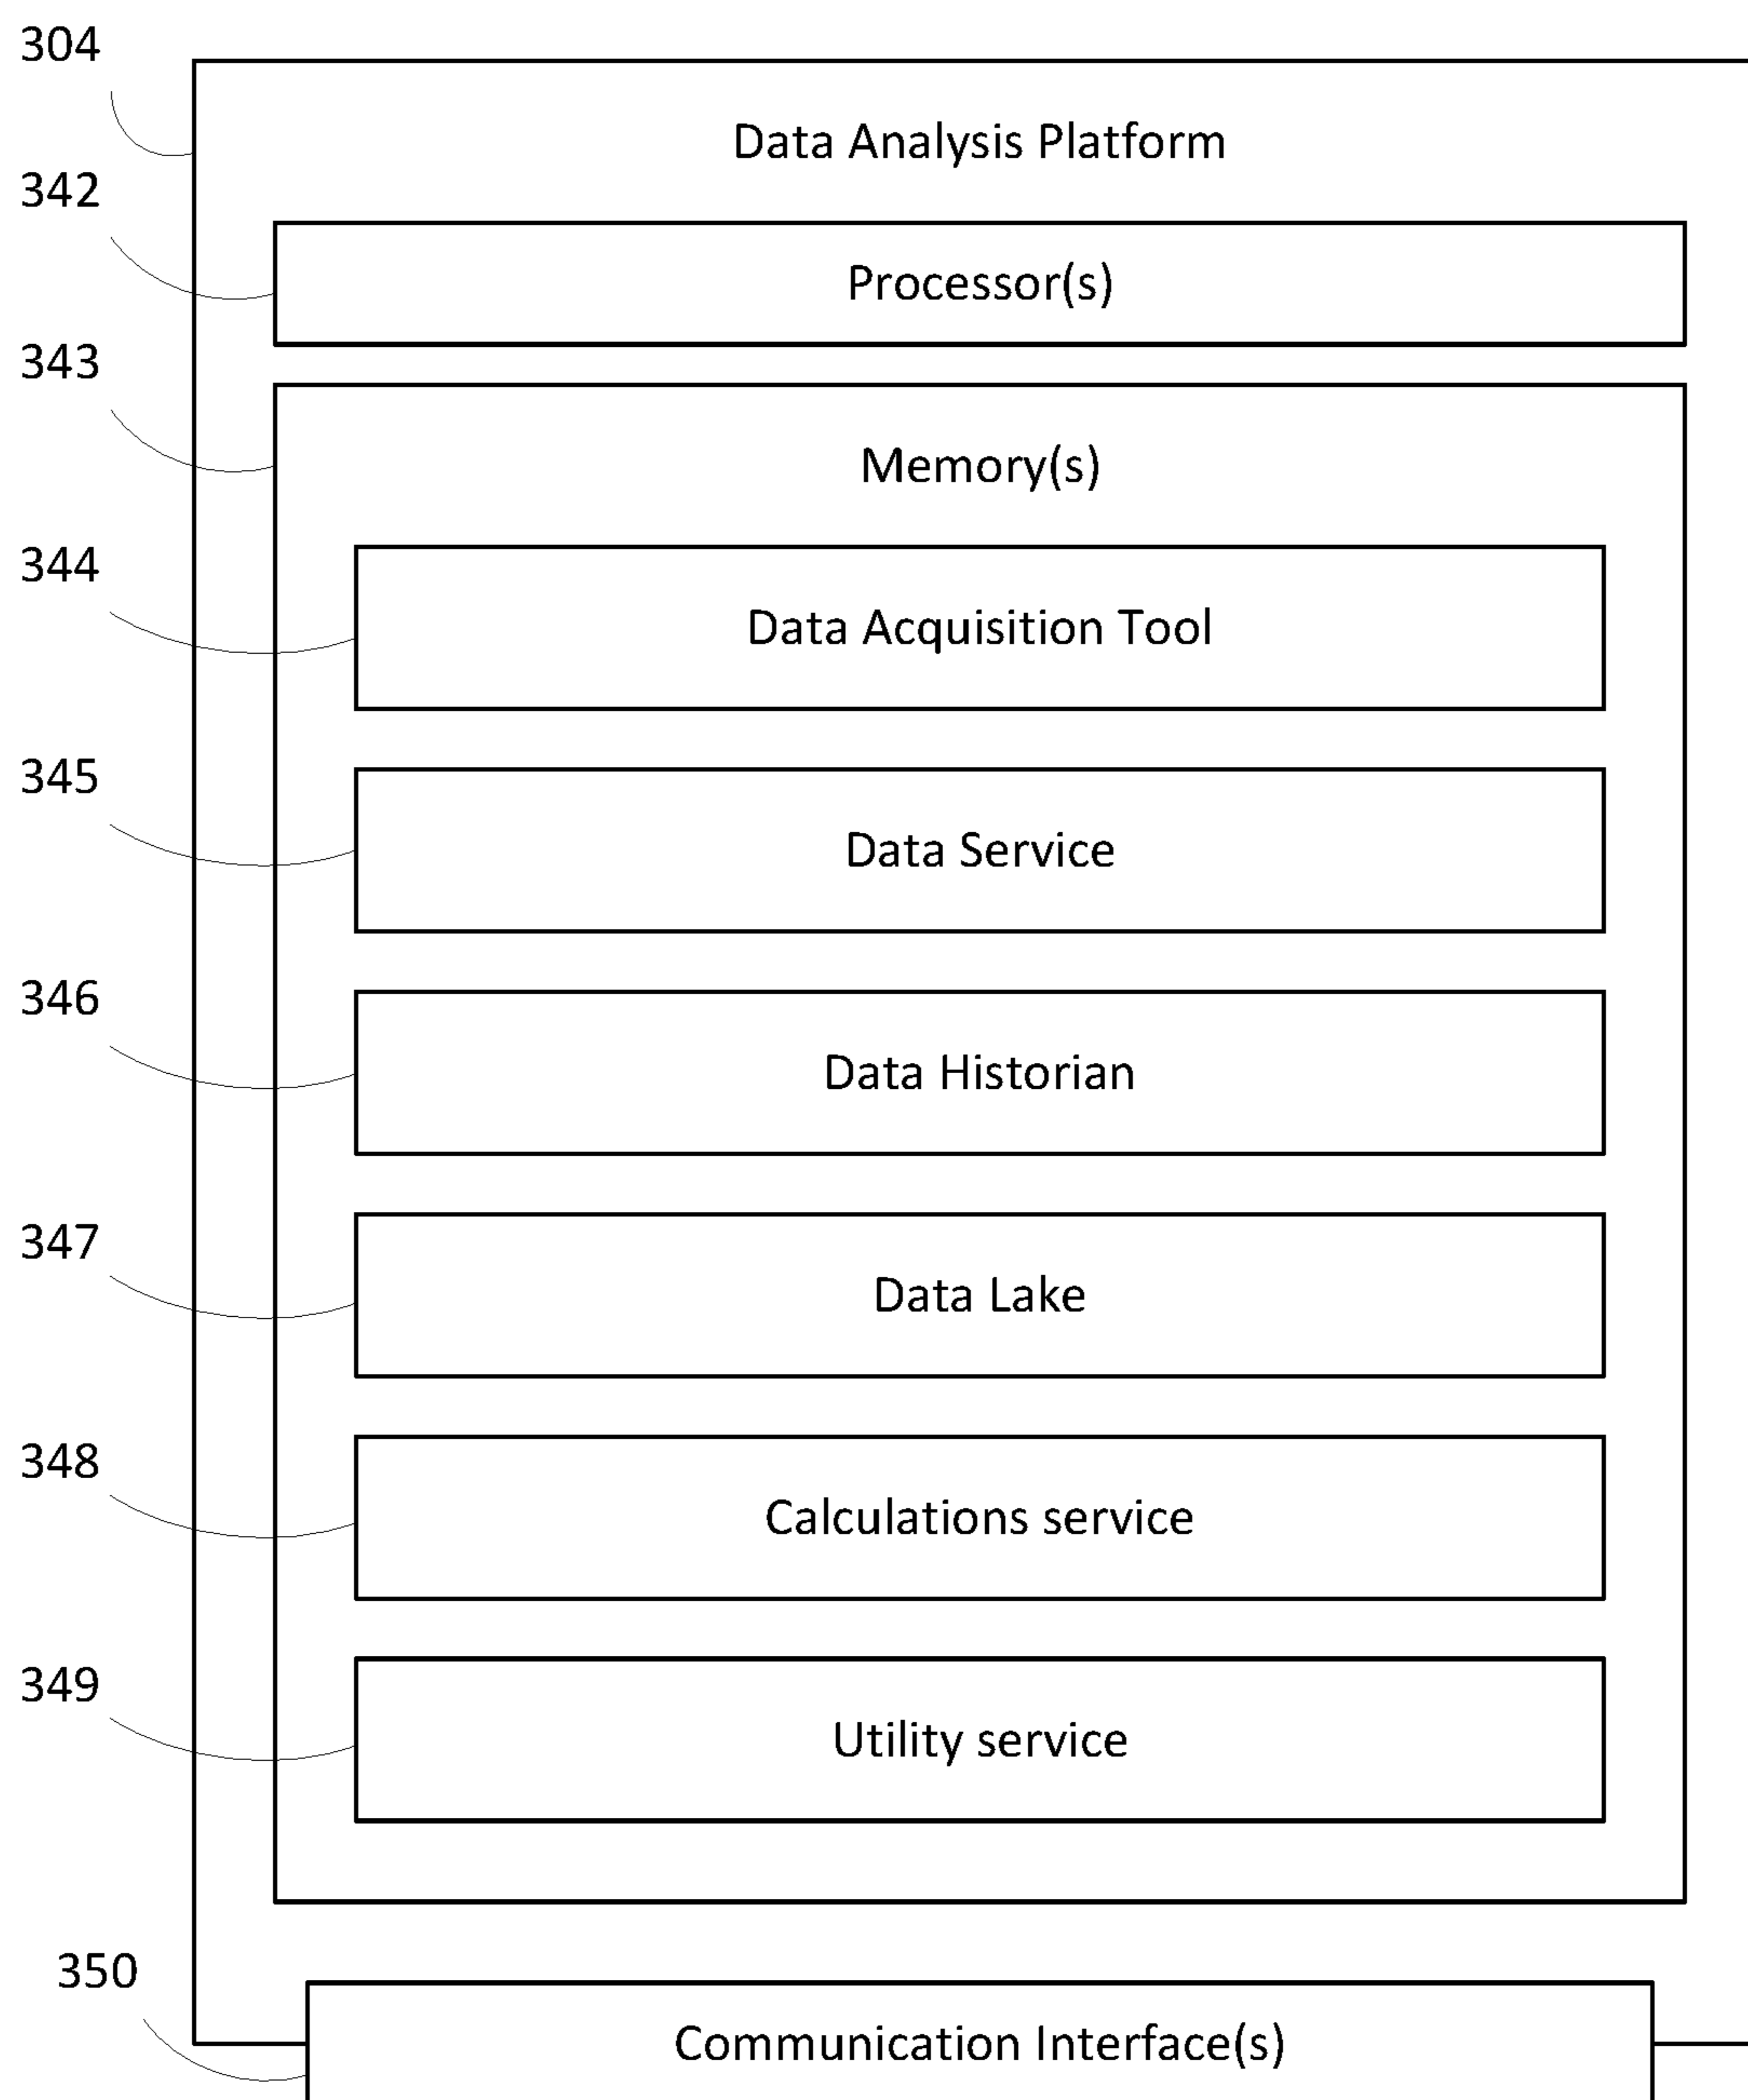 304
Data Analysis Platform
342
Processor(s)
343
Memory(s)
344
Data Acquisition Tool
345
Data Service
346
Data Historian
347
Data Lake
348
Calculations service
349
Utility service
350
Communication Interface(s)